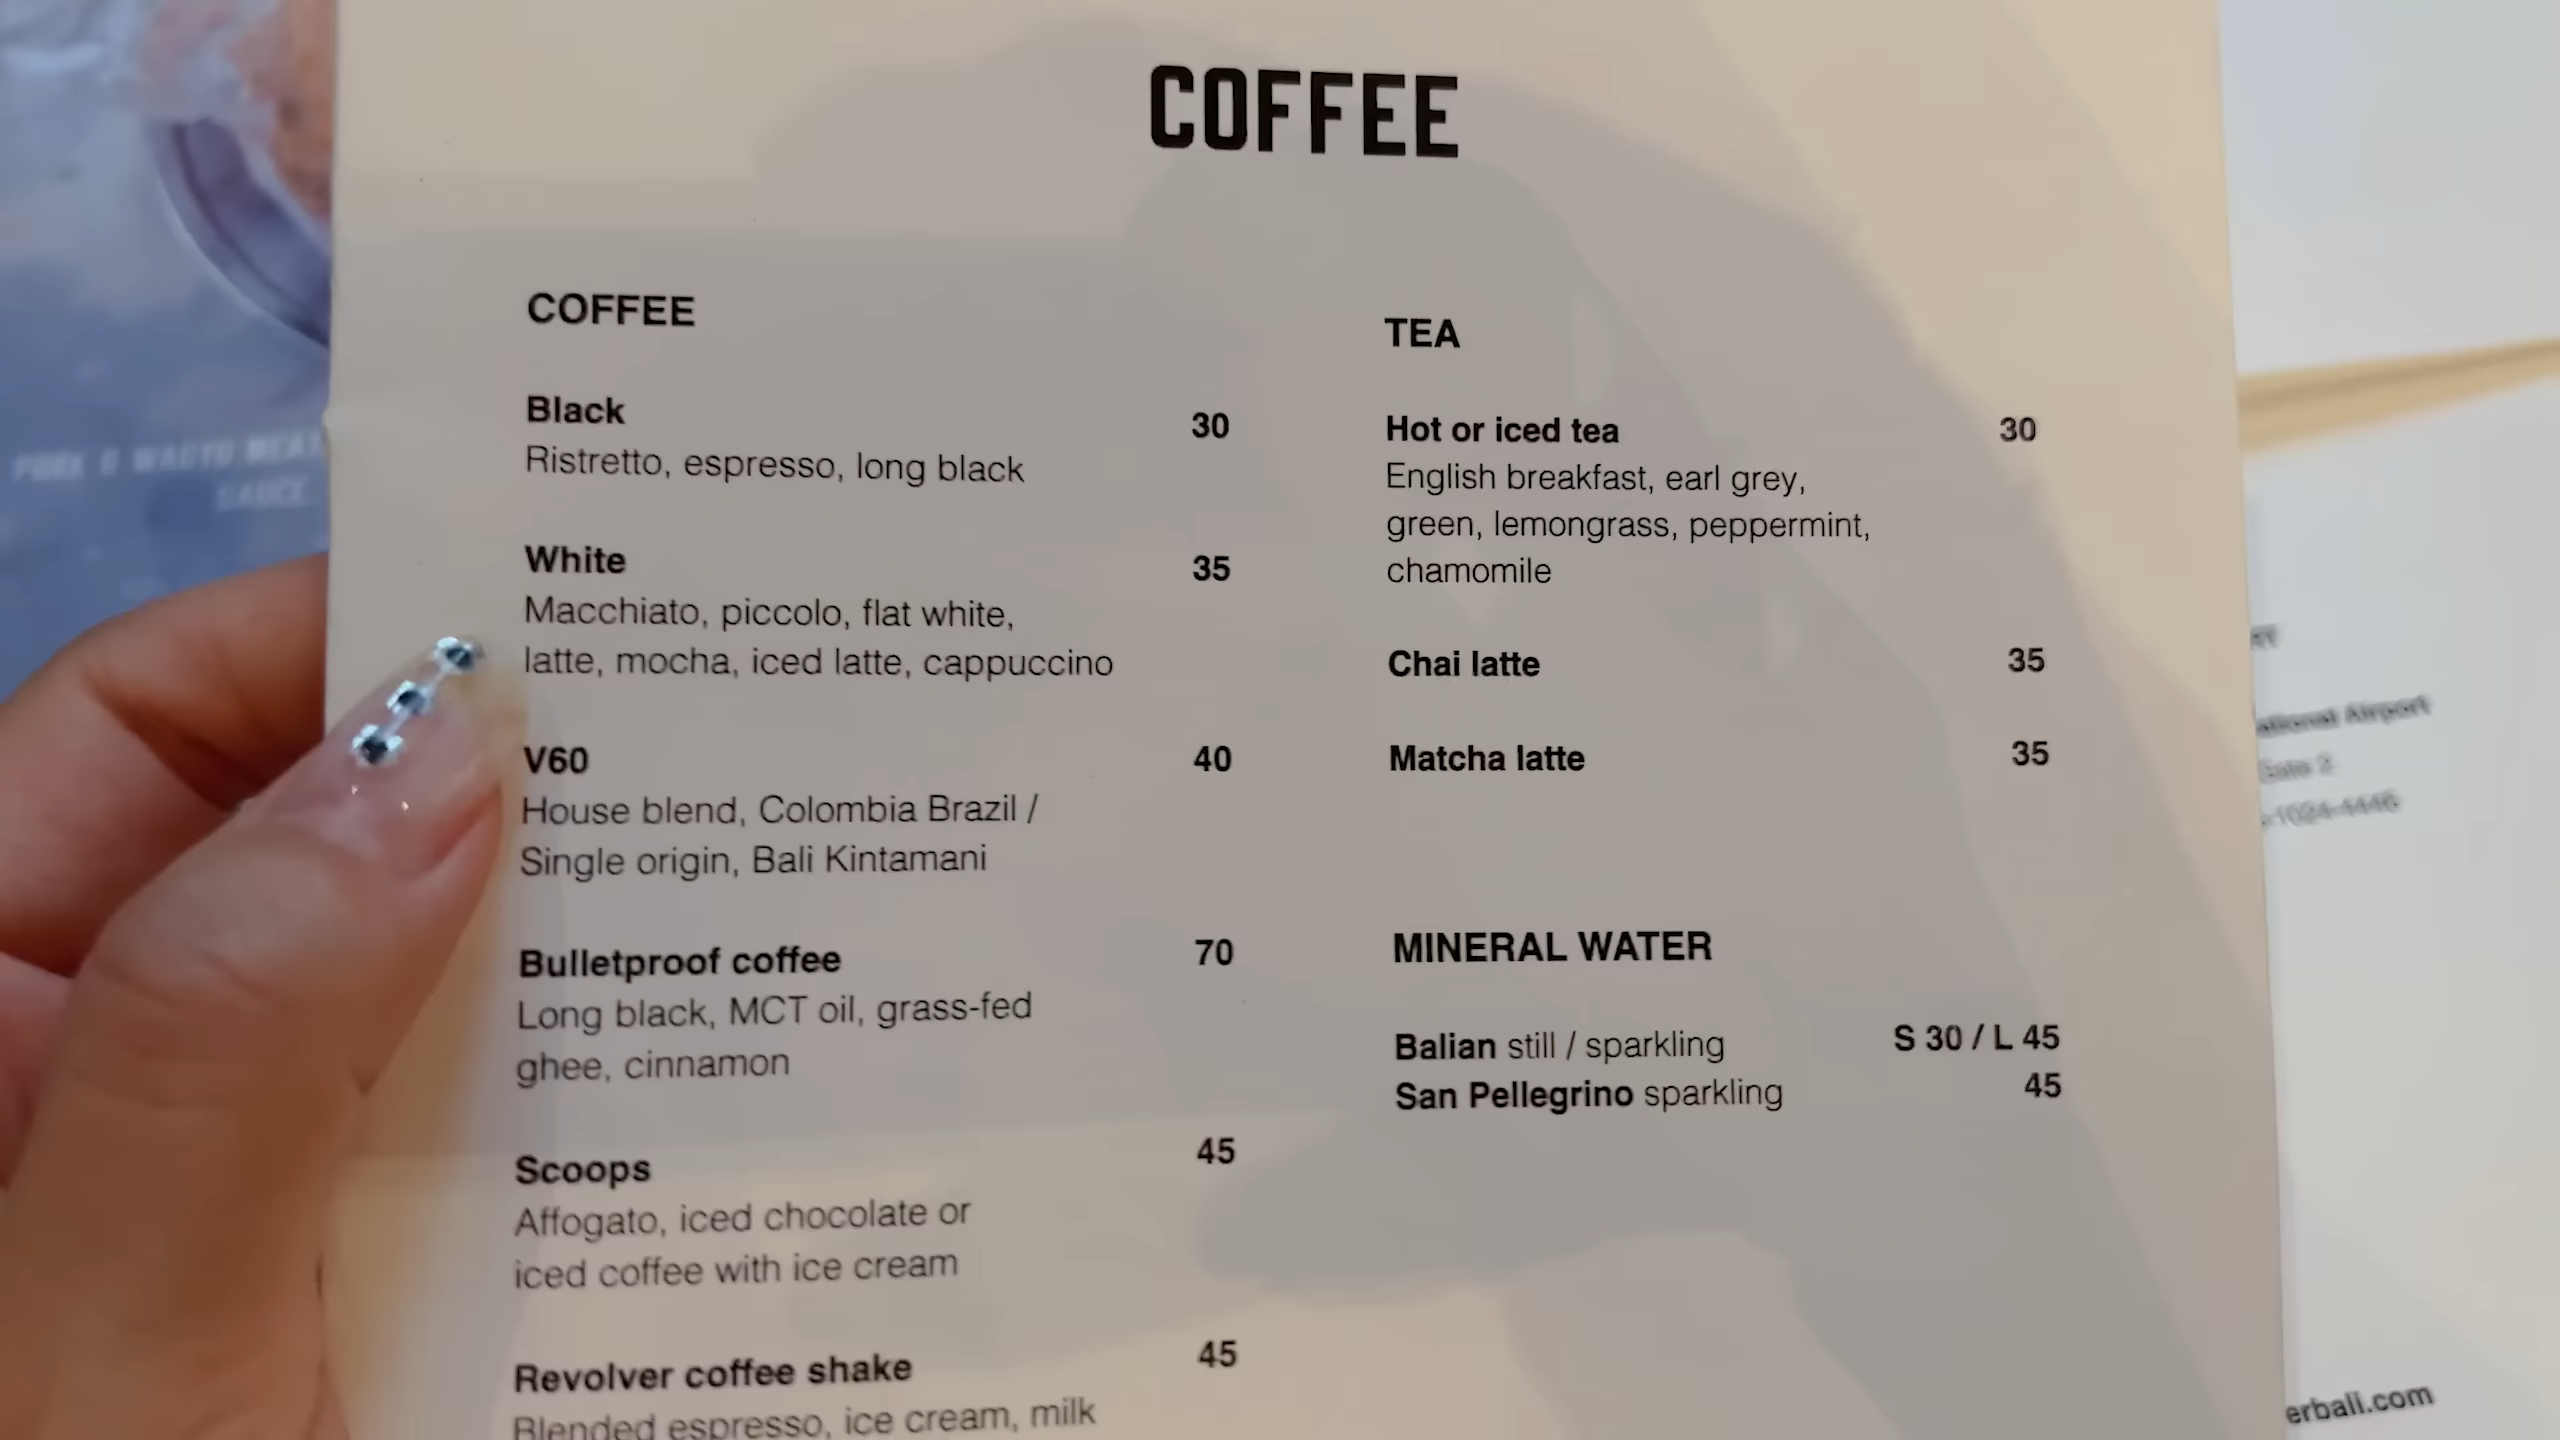 COFFEE
COFFEE
Black 30
Ristretto, espresso, long black
White 35
Macchiato, piccolo, flat white,
latte, mocha, iced latte, cappuccino
V60 40
House blend, Colombia Brazil /
Single origin, Bali Kintamani
Bulletproof coffee 70
Long black, MCT oil, grass-fed
ghee, cinnamon
Scoops 45
Affogato, iced chocolate or
iced coffee with ice cream
Revolver coffee shake 45
Blended espresso, ice cream, milk
TEA
Hot or iced tea 30
English breakfast, earl grey,
green, lemongrass, peppermint,
chamomile
Chai latte 35
Matcha latte 35
MINERAL WATER
Balian still / sparkling S 30 / L 45
San Pellegrino sparkling 45
PORK & WAGYU
SAUCE
Airport
erbali.com